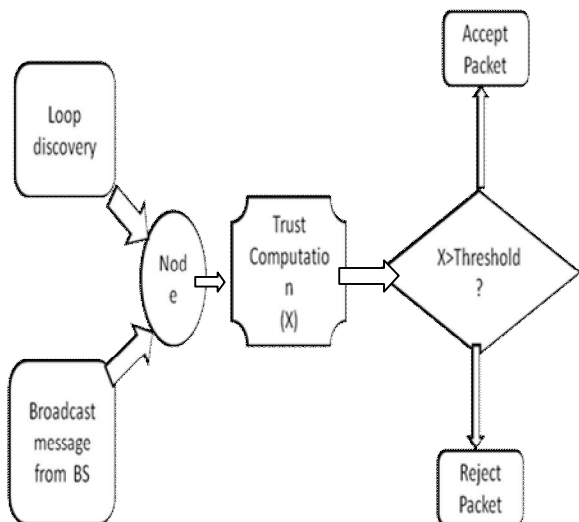 Accept
Packet
Loop
discovery
Nod
e
Trust
Computatio
n
(X)
X>Threshold
?
Broadcast
message
from BS
Reject
Packet